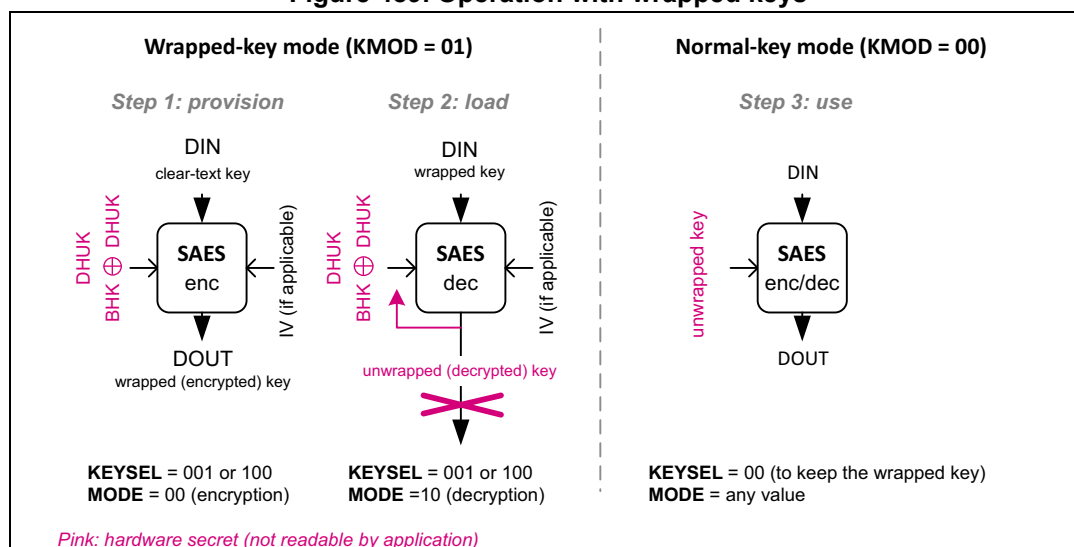 Wrapped-key mode (KMOD = 01)
Normal-key mode (KMOD = 00)
Step 1: provision
Step 2: load
Step 3: use
DIN
clear-text key
DHUK
BHK ⊕ DHUK
SAES
enc
IV (if applicable)
DOUT
wrapped (encrypted) key
DIN
wrapped key
DHUK
BHK ⊕ DHUK
SAES
dec
IV (if applicable)
unwrapped (decrypted) key
DIN
unwrapped key
SAES
enc/dec
DOUT
KEYSEL = 001 or 100
MODE = 00 (encryption)
KEYSEL = 001 or 100
MODE =10 (decryption)
KEYSEL = 00 (to keep the wrapped key)
MODE = any value
Pink: hardware secret (not readable by application)